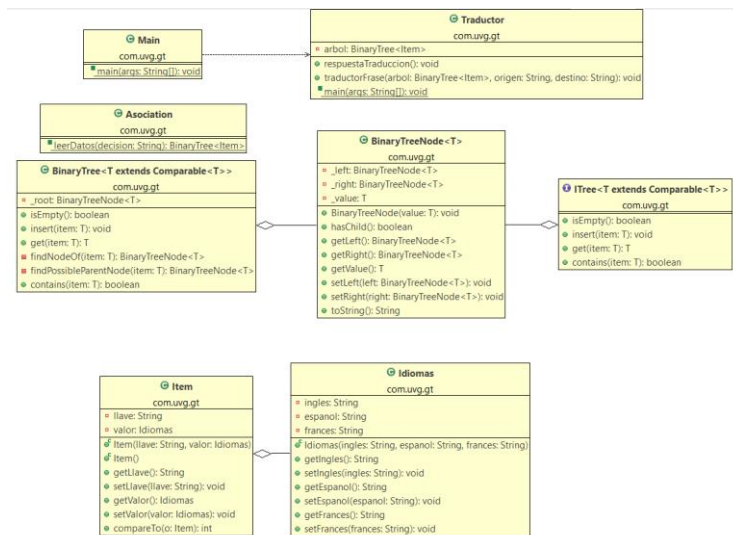 Main
com.uvg.gt
main(args: String[]): void
Traductor
com.uvg.gt
arbol: BinaryTree<Item>
respuestaTraduccion(): void
traductorFrase(arbol: BinaryTree<Item>, origen: String, destino: String): void
main(args: String[]): void
Asociation
com.uvg.gt
leerDatos(decision: String): BinaryTree<Item>
BinaryTree<T extends Comparable<T>>
com.uvg.gt
_root: BinaryTreeNode<T>
isEmpty(): boolean
insert(item: T): void
get(item: T): T
findNodeOf(item: T): BinaryTreeNode<T>
findPossibleParentNode(item: T): BinaryTreeNode<T>
contains(item: T): boolean
BinaryTreeNode<T>
com.uvg.gt
_left: BinaryTreeNode<T>
_right: BinaryTreeNode<T>
_value: T
BinaryTreeNode(value: T): void
hasChild(): boolean
getLeft(): BinaryTreeNode<T>
getRight(): BinaryTreeNode<T>
getValue(): T
setLeft(left: BinaryTreeNode<T>): void
setRight(right: BinaryTreeNode<T>): void
toString(): String
ITree<T extends Comparable<T>>
com.uvg.gt
isEmpty(): boolean
insert(item: T): void
get(item: T): T
contains(item: T): boolean
Item
com.uvg.gt
llave: String
valor: Idiomas
Item(llave: String, valor: Idiomas)
Item()
getLlave(): String
setLlave(llave: String): void
getValor(): Idiomas
setValor(valor: Idiomas): void
compareTo(o: Item): int
Idiomas
com.uvg.gt
ingles: String
espanol: String
frances: String
Idiomas(ingles: String, espanol: String, frances: String)
getIngles(): String
setIngles(ingles: String): void
getEspanol(): String
setEspanol(espanol: String): void
getFrances(): String
setFrances(frances: String): void